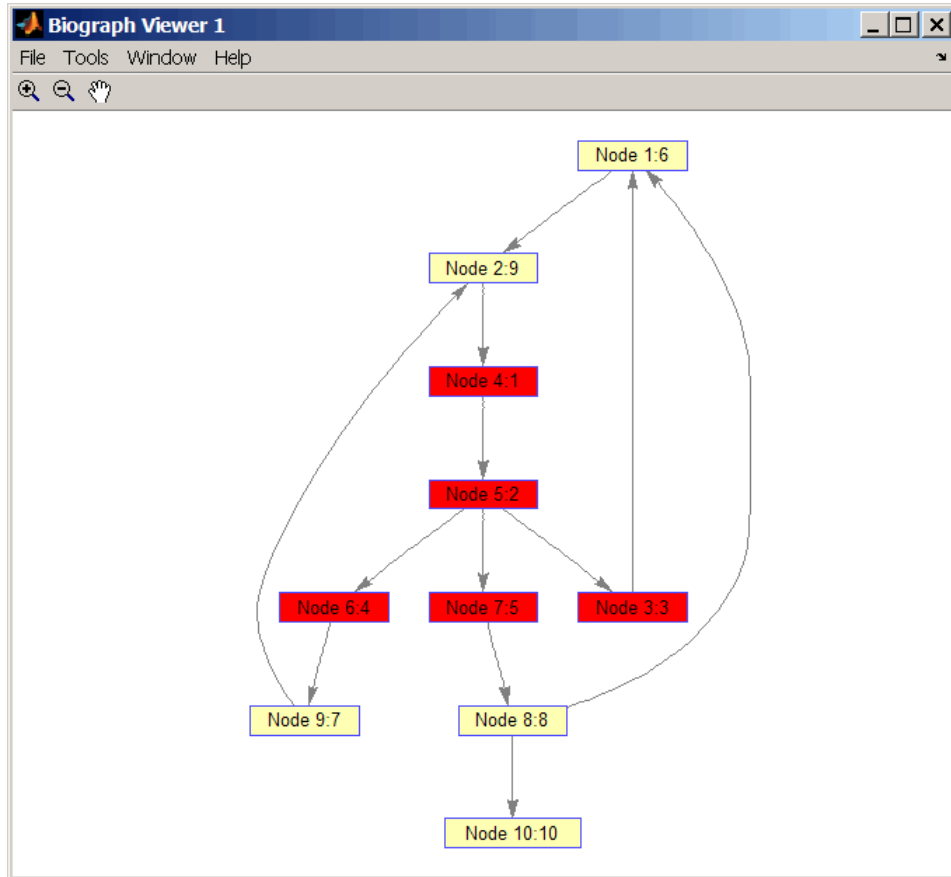 Biograph Viewer 1
File Tools Window Help
Node 1:6
Node 2:9
Node 4:1
Node 5:2
Node 6:4 Node 7:5 Node 3:3
Node 9:7 Node 8:8
Node 10:10